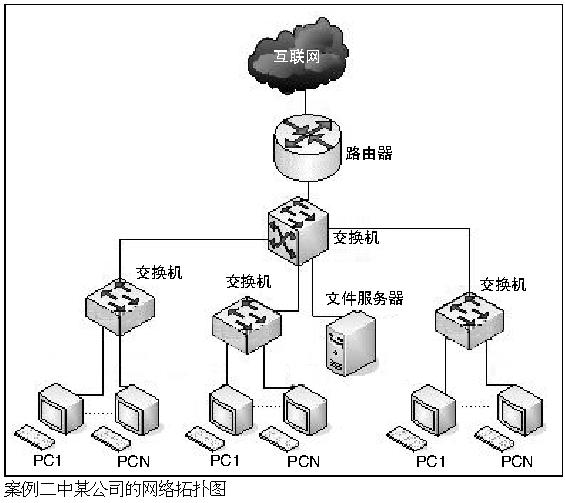 互联网
路由器
交换机
交换机
交换机
交换机
文件服务器
PC1
PCN
PC1
PCN
PC1
PCN
案例二中某公司的网络拓扑图